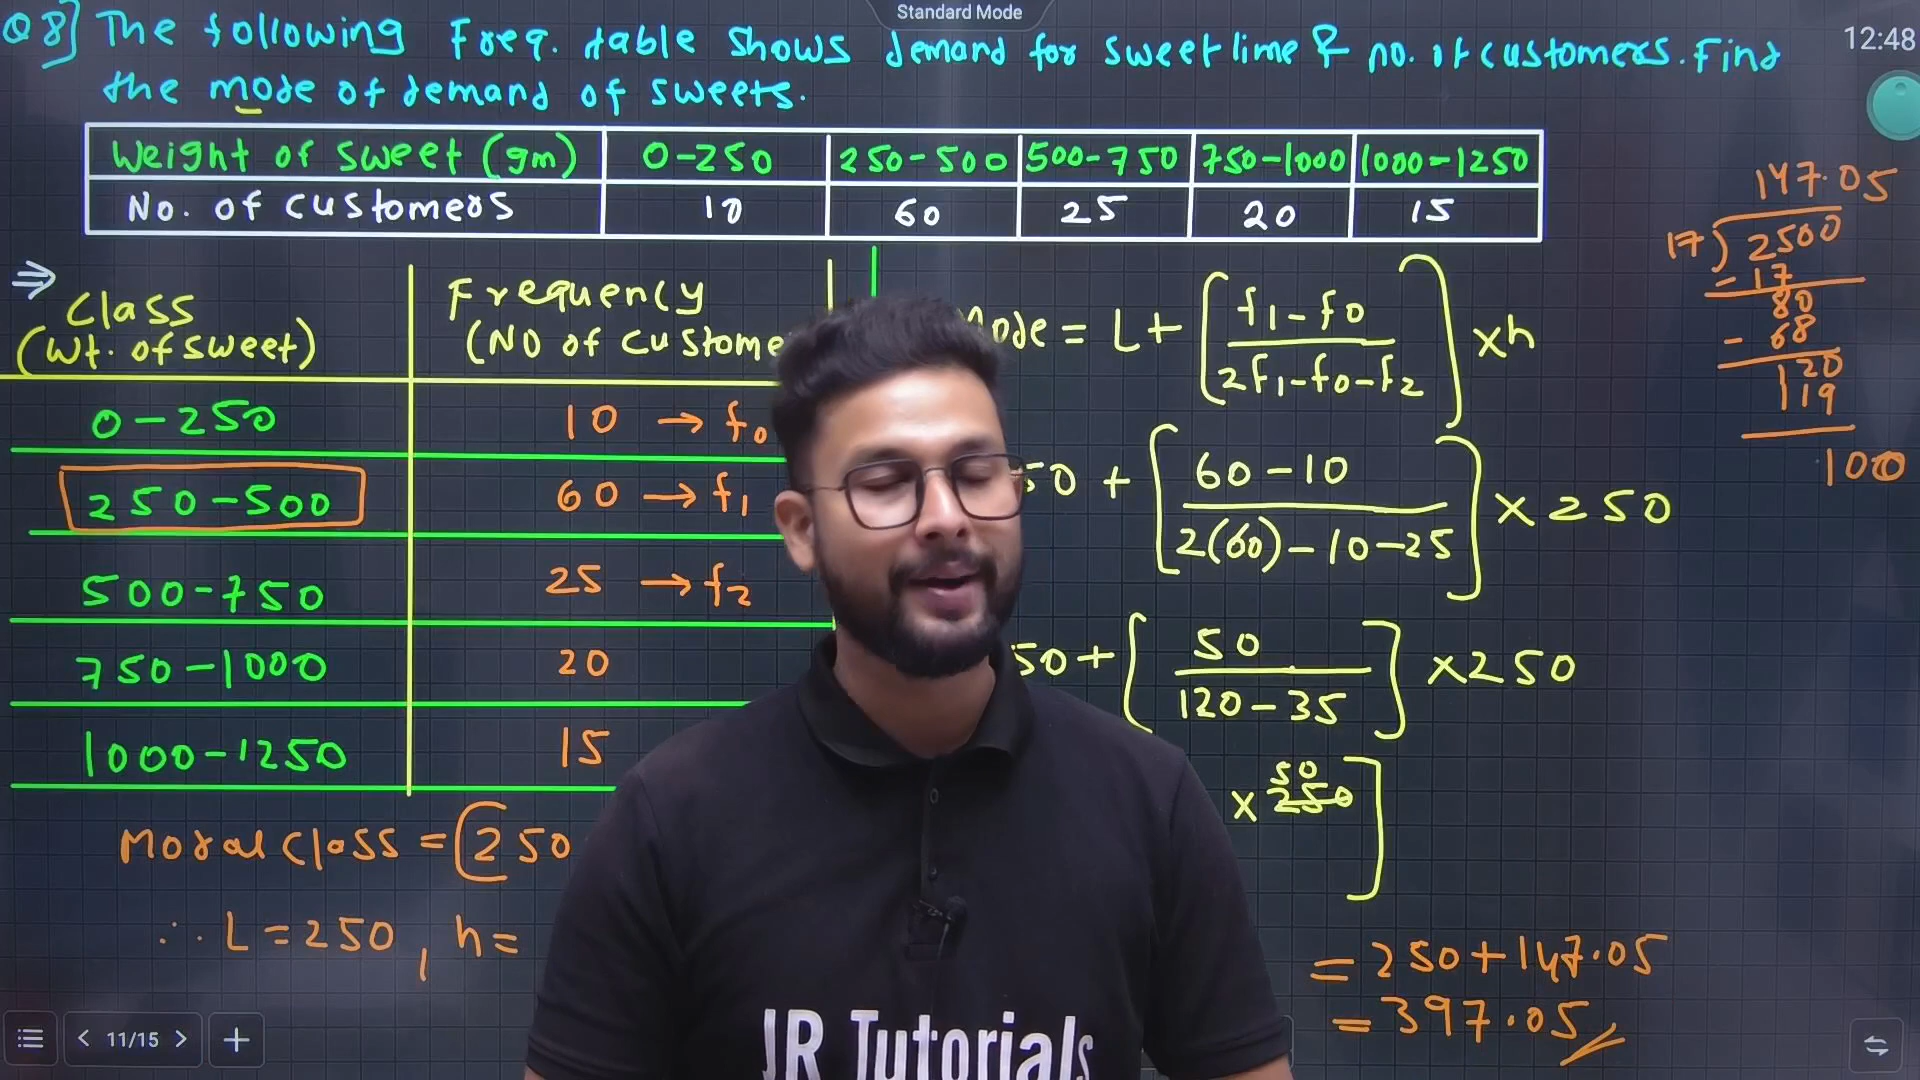 Standard Mode
12:48
Q8] The following Freq. table shows demand for sweet lime & no. of customers. Find
the mode of demand of sweets.
Weight of sweet (gm) 0-250 250-500 500-750 750-1000 1000-1250
No. of customers 10 60 25 20 15
⇒ Class Frequency
(Wt. of sweet) (NO of custome
0-250 10 → f₀
250-500 60 → f₁
500-750 25 → f₂
750-1000 20
1000-1250 15
Modal Class = 250
∴ L = 250, h =
ode = L + [f₁-f₀ / 2f₁-f₀-f₂] × h
50 + [60-10 / 2(60)-10-25] × 250
50 + [50 / 120-35] × 250
× 50 250]
= 250 + 147.05
= 397.05
147.05
17) 2500
- 17
80
- 68
120
119
100
JR Tutorials
11/15